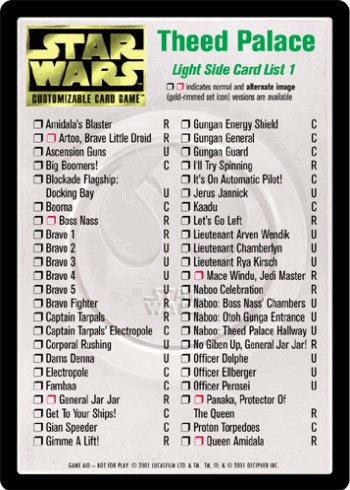 STAR WARS
CUSTOMIZABLE CARD GAME™
Theed Palace
Light Side Card List 1
indicates normal and alternate image
(gold-rimmed set icon) versions are available
Amidala's Blaster R
Artoo, Brave Little Droid R
Ascension Guns U
Big Boomers! C
Blockade Flagship:
Docking Bay U
Booma C
Boss Nass R
Bravo 1 R
Bravo 2 U
Bravo 3 U
Bravo 4 U
Bravo 5 U
Bravo Fighter R
Captain Tarpals R
Captain Tarpals' Electropole C
Corporal Rushing U
Dams Denna U
Electropole C
Fambaa C
General Jar Jar R
Get To Your Ships! C
Gian Speeder C
Gimme A Lift! R
Gungan Energy Shield C
Gungan General C
Gungan Guard C
I'll Try Spinning R
It's On Automatic Pilot! C
Jerus Jannick U
Kaadu C
Let's Go Left R
Lieutenant Arven Wendik U
Lieutenant Chamberlyn U
Lieutenant Rya Kirsch U
Mace Windu, Jedi Master R
Naboo Celebration R
Naboo: Boss Nass' Chambers U
Naboo: Otoh Gunga Entrance U
Naboo: Theed Palace Hallway U
No Giben Up, General Jar Jar! R
Officer Dolphe U
Officer Ellberger U
Officer Perosei U
Panaka, Protector Of
The Queen R
Proton Torpedoes C
Queen Amidala R
GAME AID – NOT FOR PLAY. © 2001 LUCASFILM LTD. & TM. TM, ®, & © 2001 DECIPHER INC.